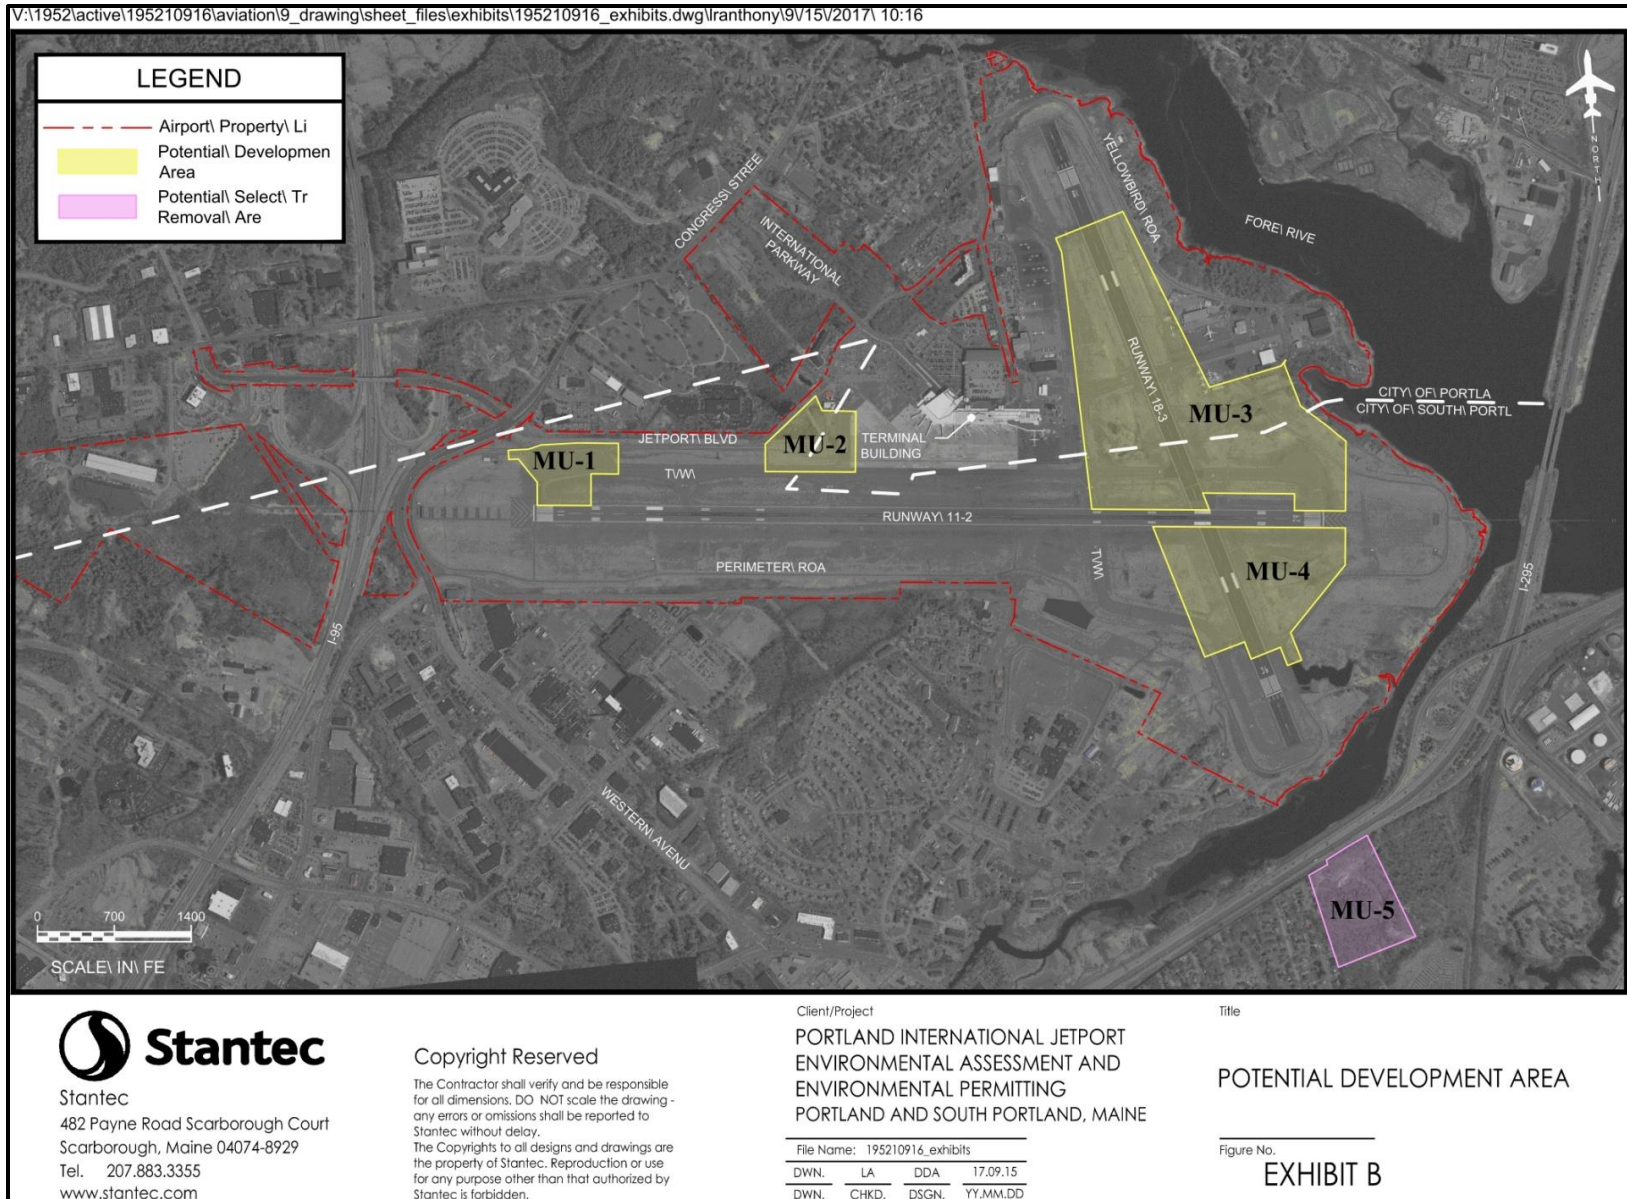 V:\1952\active\195210916\aviation\9_drawing\sheet_files\exhibits\195210916_exhibits.dwg\lranthony\9\/15\/2017\ 10:16
LEGEND
Airport\ Property\ Li
Potential\ Developmen
Area
Potential\ Select\ Tr
Removal\ Are
NORTH
CONGRESS\ STREE
INTERNATIONAL
PARKWAY
YELLOWBIRD\ ROA
FORE\ RIVE
RUNWAY\ 18-3
CITY\ OF\ PORTLA
CITY\ OF\ SOUTH\ PORTL
MU-3
JETPORT\ BLVD
MU-2
TERMINAL
BUILDING
MU-1
T\/W\
RUNWAY\ 11-2
PERIMETER\ ROA
T\/W\
MU-4
I-295
I-95
WESTERN\ AVENU
MU-5
0 700 1400
SCALE\ IN\ FE
Stantec
Stantec
482 Payne Road Scarborough Court
Scarborough, Maine 04074-8929
Tel. 207.883.3355
www.stantec.com
Copyright Reserved
The Contractor shall verify and be responsible
for all dimensions. DO NOT scale the drawing -
any errors or omissions shall be reported to
Stantec without delay.
The Copyrights to all designs and drawings are
the property of Stantec. Reproduction or use
for any purpose other than that authorized by
Stantec is forbidden.
Client/Project
PORTLAND INTERNATIONAL JETPORT
ENVIRONMENTAL ASSESSMENT AND
ENVIRONMENTAL PERMITTING
PORTLAND AND SOUTH PORTLAND, MAINE
File Name: 195210916_exhibits
DWN. LA DDA 17.09.15
DWN. CHKD. DSGN. YY.MM.DD
Title
POTENTIAL DEVELOPMENT AREA
Figure No.
EXHIBIT B